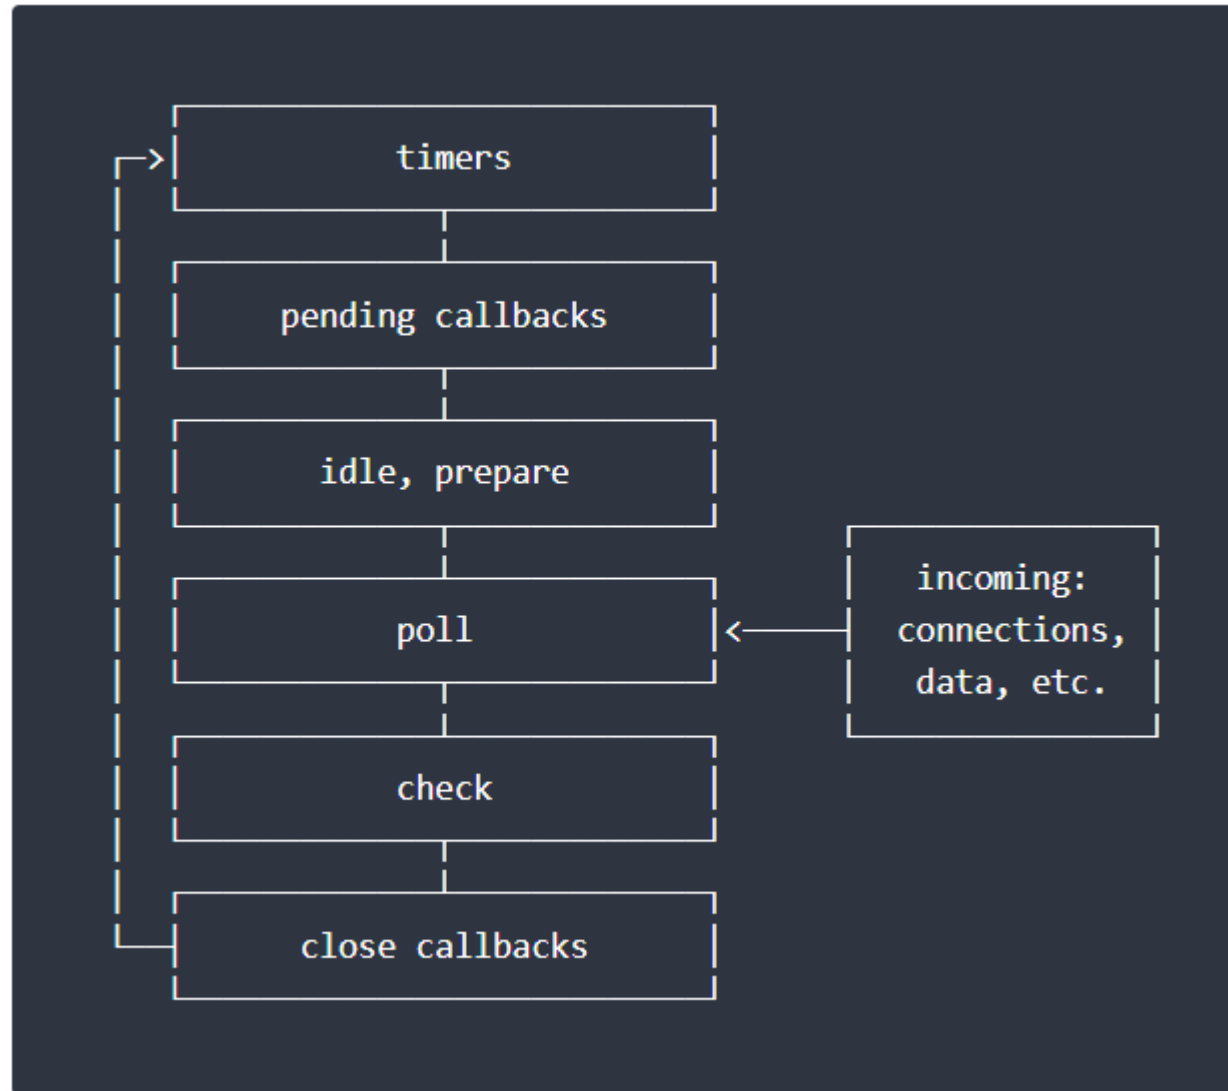 timers
pending callbacks
idle, prepare
poll
incoming:
connections,
data, etc.
check
close callbacks